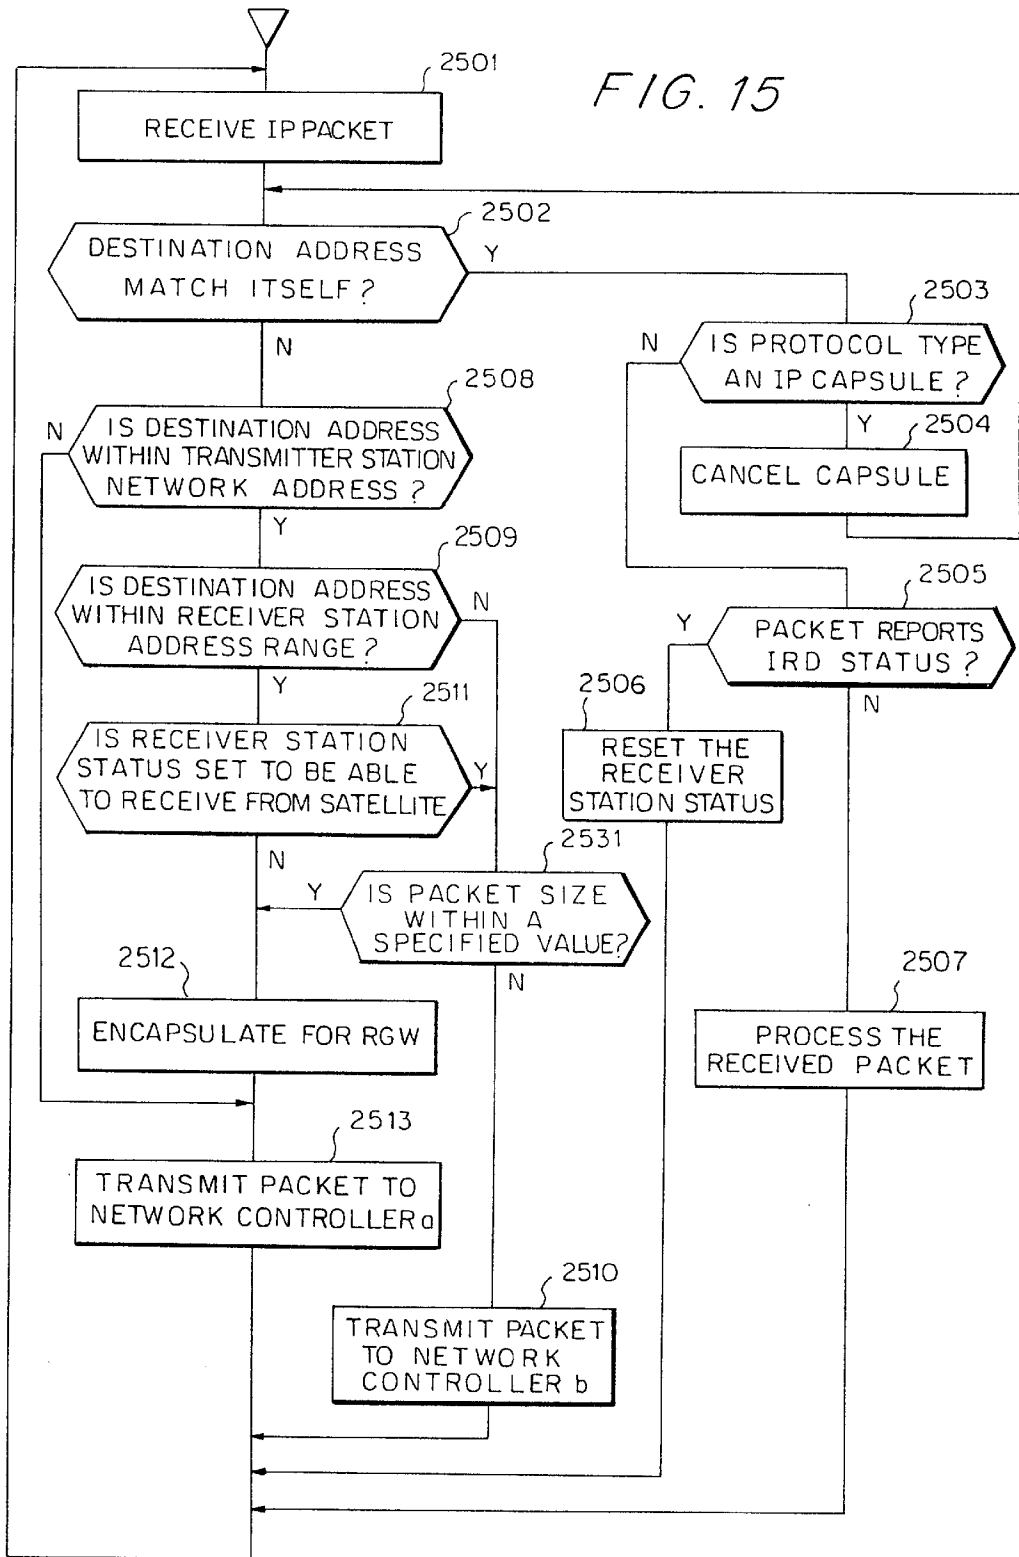 FIG. 15
2501
RECEIVE IP PACKET
2502
DESTINATION ADDRESS
MATCH ITSELF?
Y
N
2503
IS PROTOCOL TYPE
AN IP CAPSULE?
N
Y
2504
CANCEL CAPSULE
2508
IS DESTINATION ADDRESS
WITHIN TRANSMITTER STATION
NETWORK ADDRESS?
N
Y
2509
IS DESTINATION ADDRESS
WITHIN RECEIVER STATION
ADDRESS RANGE?
N
Y
2505
PACKET REPORTS
IRD STATUS?
Y
N
2506
RESET THE
RECEIVER
STATION STATUS
2511
IS RECEIVER STATION
STATUS SET TO BE ABLE
TO RECEIVE FROM SATELLITE
Y
N
2531
IS PACKET SIZE
WITHIN A
SPECIFIED VALUE?
Y
N
2512
ENCAPSULATE FOR RGW
2507
PROCESS THE
RECEIVED PACKET
2513
TRANSMIT PACKET TO
NETWORK CONTROLLER a
2510
TRANSMIT PACKET
TO NETWORK
CONTROLLER b